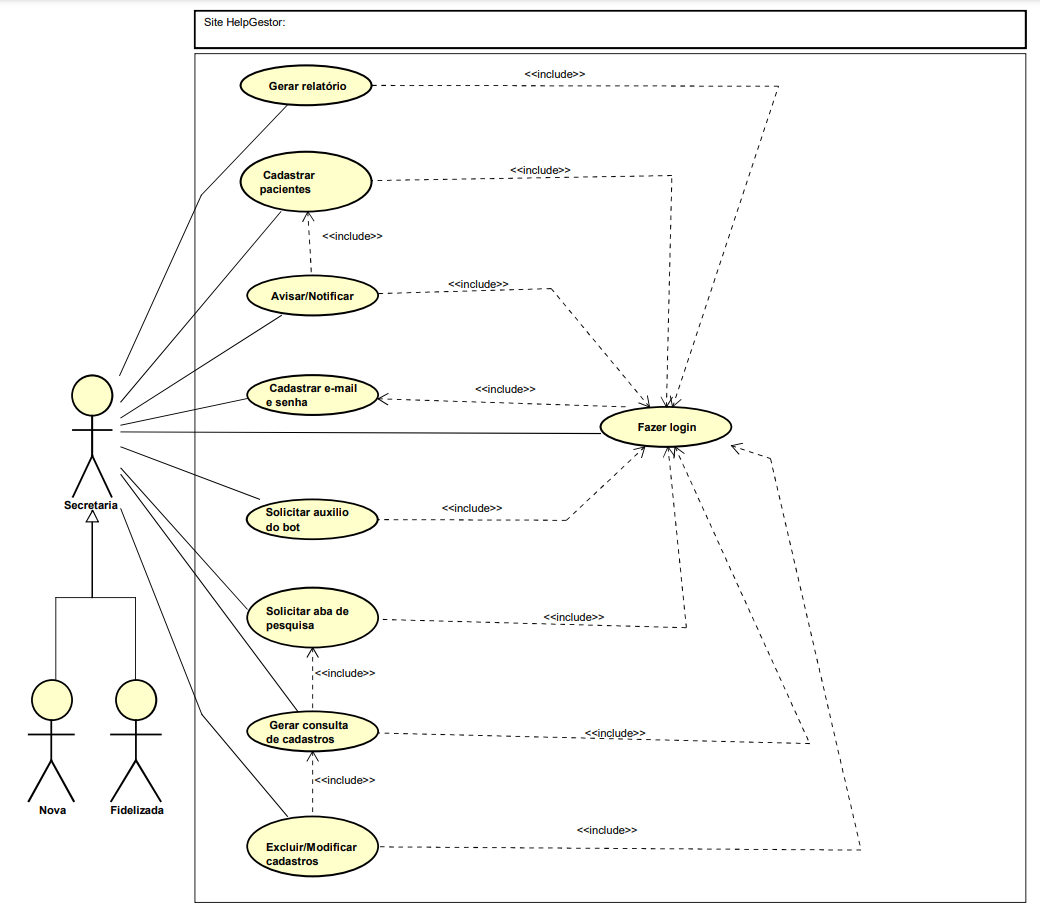 Site HelpGestor:
<<include>>
Gerar relatório
<<include>>
Cadastrar
pacientes
<<include>>
<<include>>
Avisar/Notificar
<<include>>
Cadastrar e-mail
e senha
Fazer login
Secretaria
<<include>>
Solicitar auxilio
do bot
Solicitar aba de
pesquisa
<<include>>
<<include>>
Gerar consulta
de cadastros
<<include>>
<<include>>
Nova
Fidelizada
<<include>>
Excluir/Modificar
cadastros